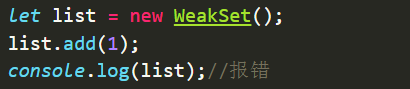 let list = new WeakSet();
list.add(1);
console.log(list);//报错